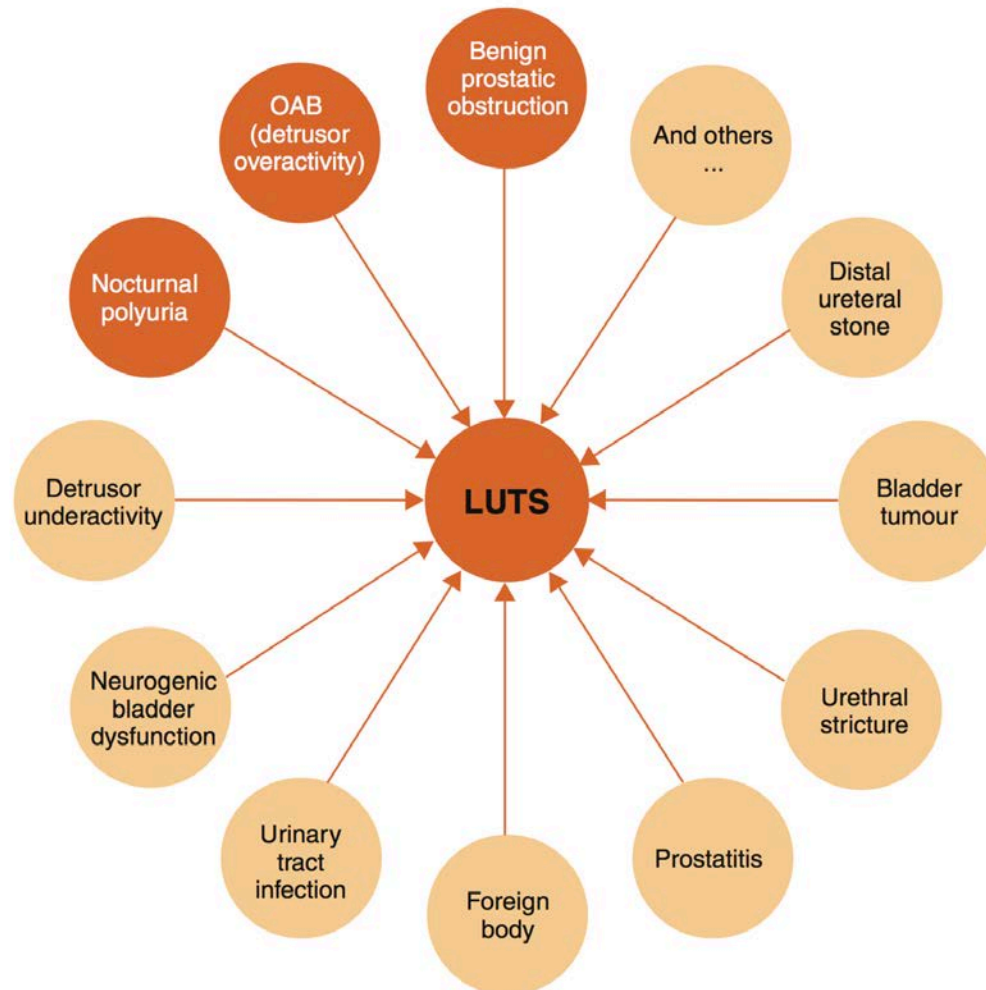 Benign
prostatic
obstruction
And others
...
Distal
ureteral
stone
Bladder
tumour
Urethral
stricture
Prostatitis
Foreign
body
Urinary
tract
infection
Neurogenic
bladder
dysfunction
Detrusor
underactivity
Nocturnal
polyuria
OAB
(detrusor
overactivity)
LUTS